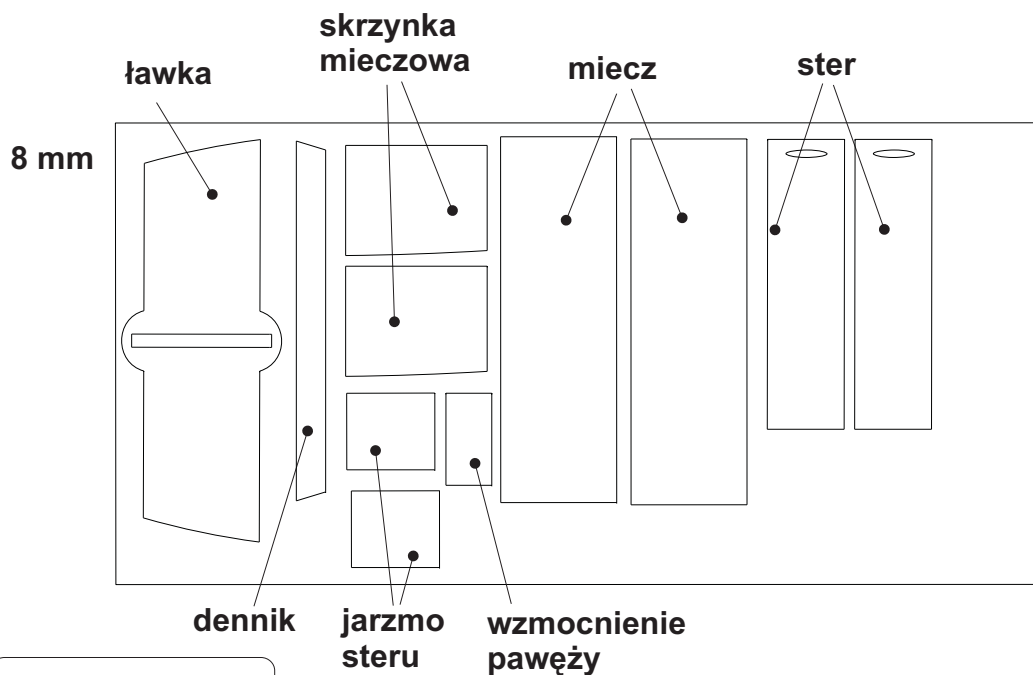 skrzynka
mieczowa
ławka
miecz
ster
8 mm
dennik
jarzmo
steru
wzmocnienie
pawęży